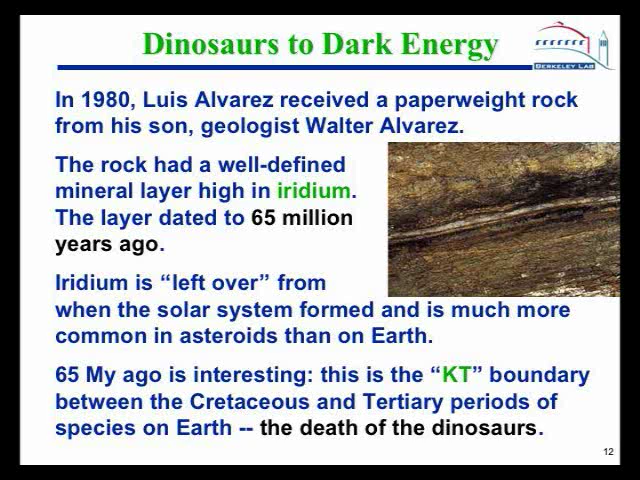 Dinosaurs to Dark Energy
BERKELEY LAB
In 1980, Luis Alvarez received a paperweight rock
from his son, geologist Walter Alvarez.
The rock had a well-defined
mineral layer high in iridium.
The layer dated to 65 million
years ago.
Iridium is “left over” from
when the solar system formed and is much more
common in asteroids than on Earth.
65 My ago is interesting: this is the “KT” boundary
between the Cretaceous and Tertiary periods of
species on Earth -- the death of the dinosaurs.
12